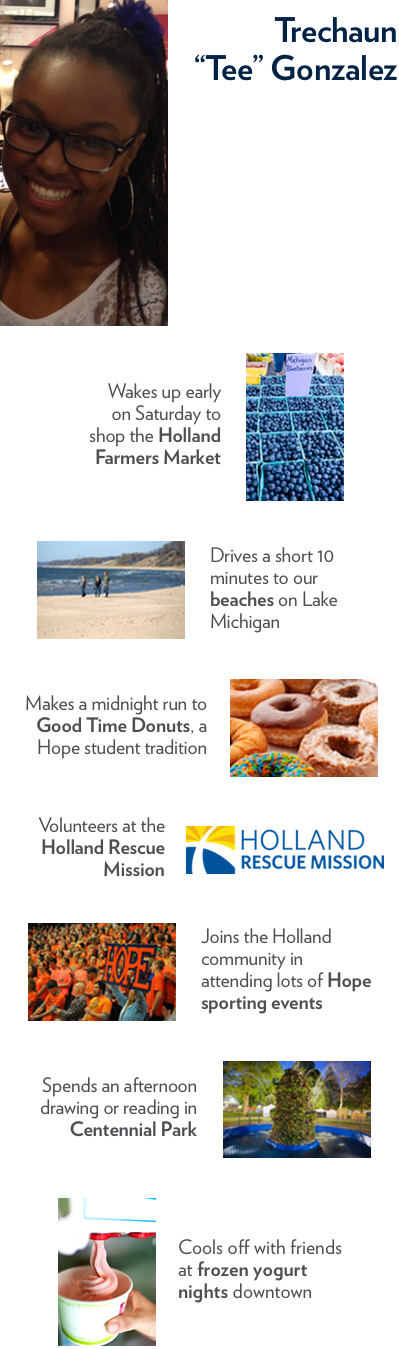 Trechaun
“Tee” Gonzalez
Michigan
Blueberries
Wakes up early
on Saturday to
shop the Holland
Farmers Market
Drives a short 10
minutes to our
beaches on Lake
Michigan
Makes a midnight run to
Good Time Donuts, a
Hope student tradition
Volunteers at the
Holland Rescue
Mission
HOLLAND
RESCUE MISSION
HOPE
Joins the Holland
community in
attending lots of Hope
sporting events
Spends an afternoon
drawing or reading in
Centennial Park
Cools off with friends
at frozen yogurt
nights downtown